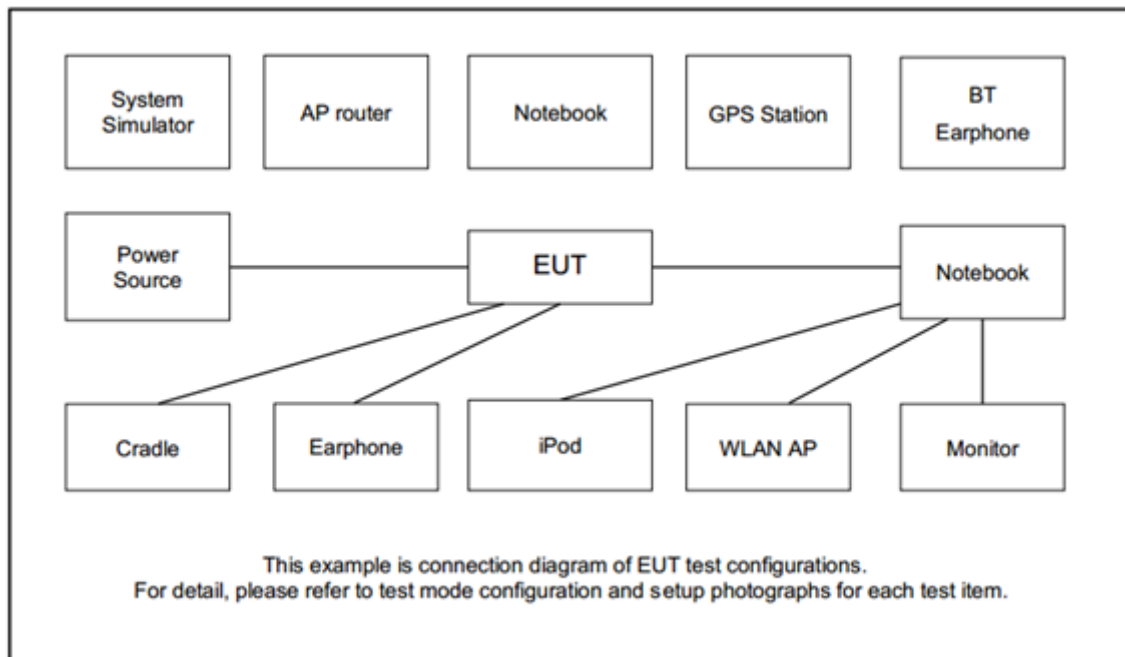 System
Simulator
AP router
Notebook
GPS Station
BT
Earphone
Power
Source
EUT
Notebook
Cradle
Earphone
iPod
WLAN AP
Monitor
This example is connection diagram of EUT test configurations.
For detail, please refer to test mode configuration and setup photographs for each test item.